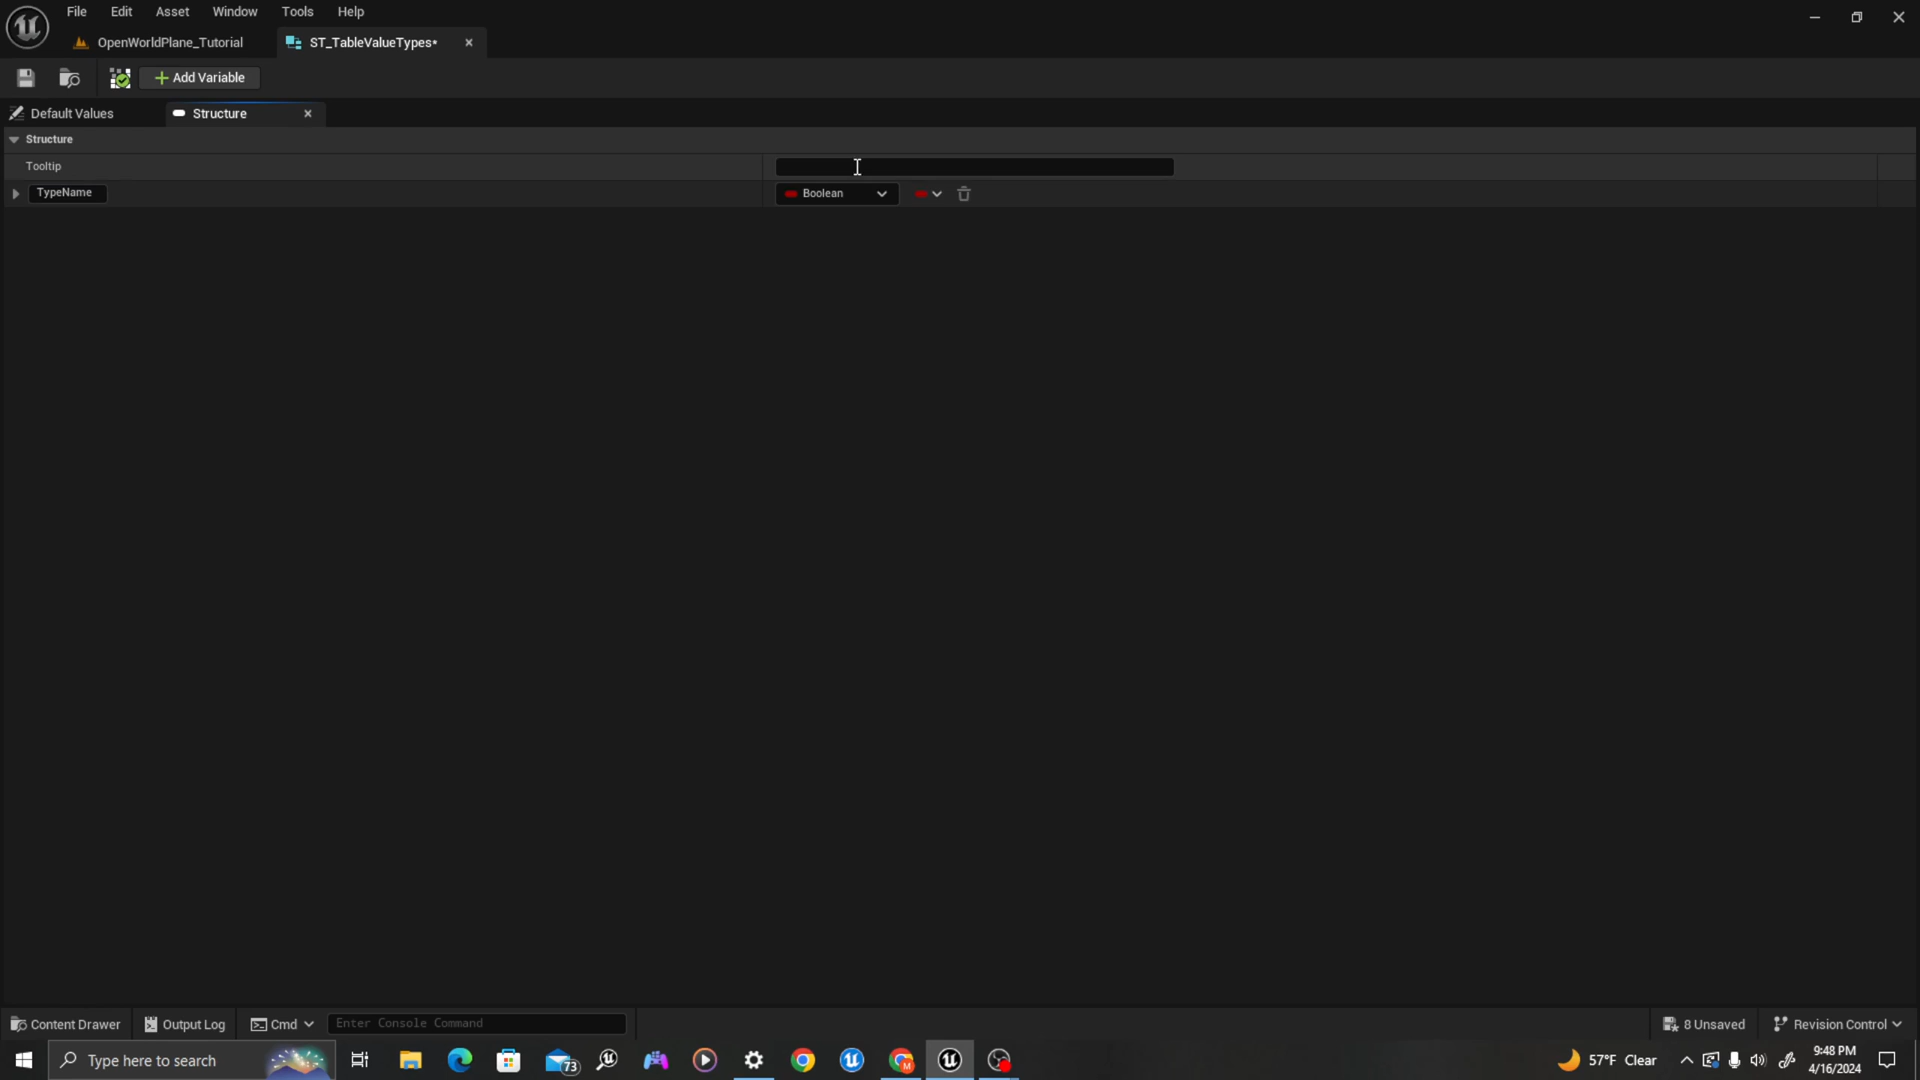 File Edit Asset Window Tools Help
OpenWorldPlane_Tutorial ST_TableValueTypes*
Add Variable
Default Values Structure
Structure
Tooltip
TypeName Boolean
Content Drawer Output Log Cmd Enter Console Command 8 Unsaved Revision Control
Type here to search 73 57°F Clear 9:48 PM
4/16/2024